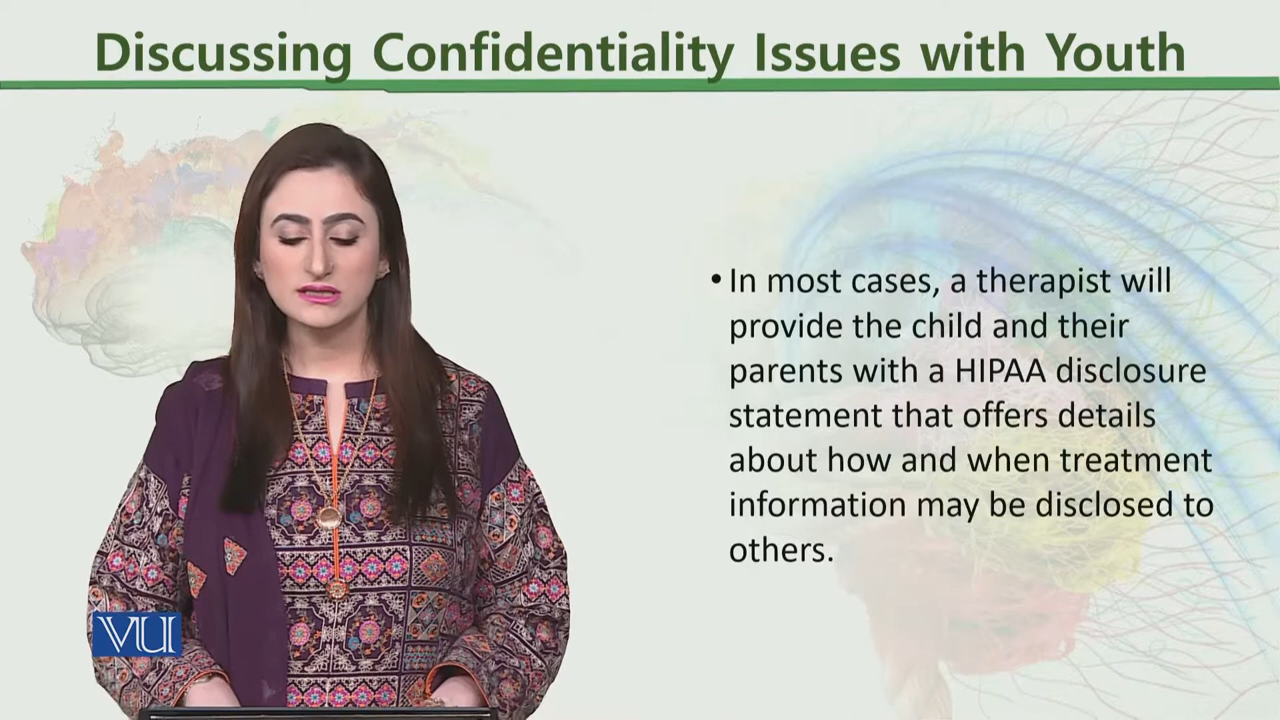 Discussing Confidentiality Issues with Youth
• In most cases, a therapist will
provide the child and their
parents with a HIPAA disclosure
statement that offers details
about how and when treatment
information may be disclosed to
others.
VU